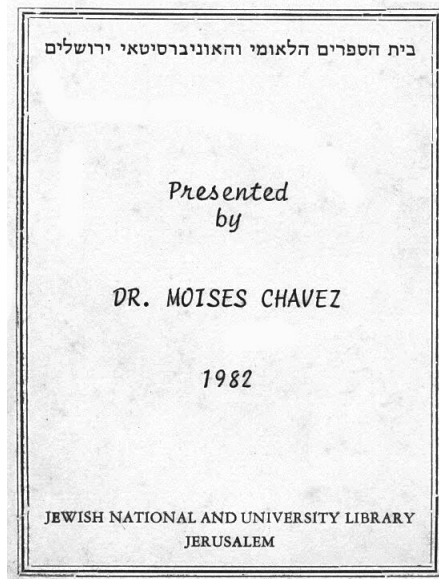 בית הספרים הלאומי והאוניברסיטאי ירושלים
Presented
by
DR. MOISES CHAVEZ
1982
JEWISH NATIONAL AND UNIVERSITY LIBRARY
JERUSALEM